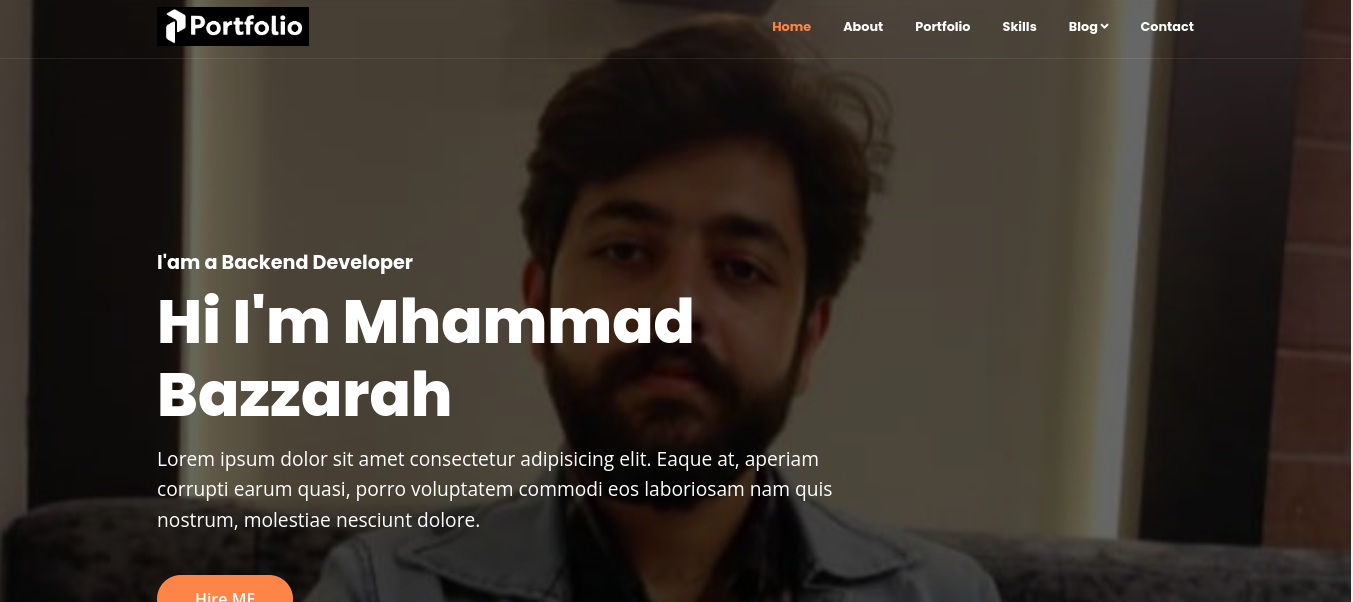 Portfolio
Home About Portfolio Skills Blog Contact
I'am a Backend Developer
Hi I'm Mhammad
Bazzarah
Lorem ipsum dolor sit amet consectetur adipisicing elit. Eaque at, aperiam
corrupti earum quasi, porro voluptatem commodi eos laboriosam nam quis
nostrum, molestiae nesciunt dolore.
Hire ME